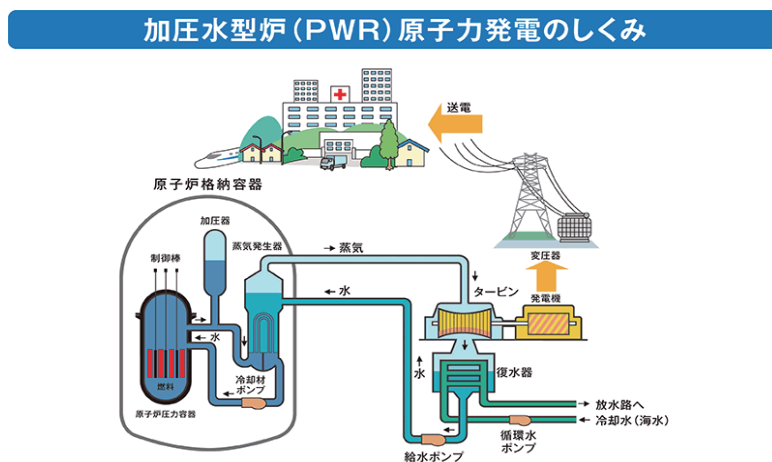 加圧水型炉(PWR)原子力発電のしくみ
送電
原子炉格納容器
加圧器
蒸気発生器
制御棒
蒸気
水
タービン
変圧器
発電機
水
燃料
原子炉圧力容器
冷却材
ポンプ
水
復水器
放水路へ
冷却水(海水)
循環水
ポンプ
給水ポンプ